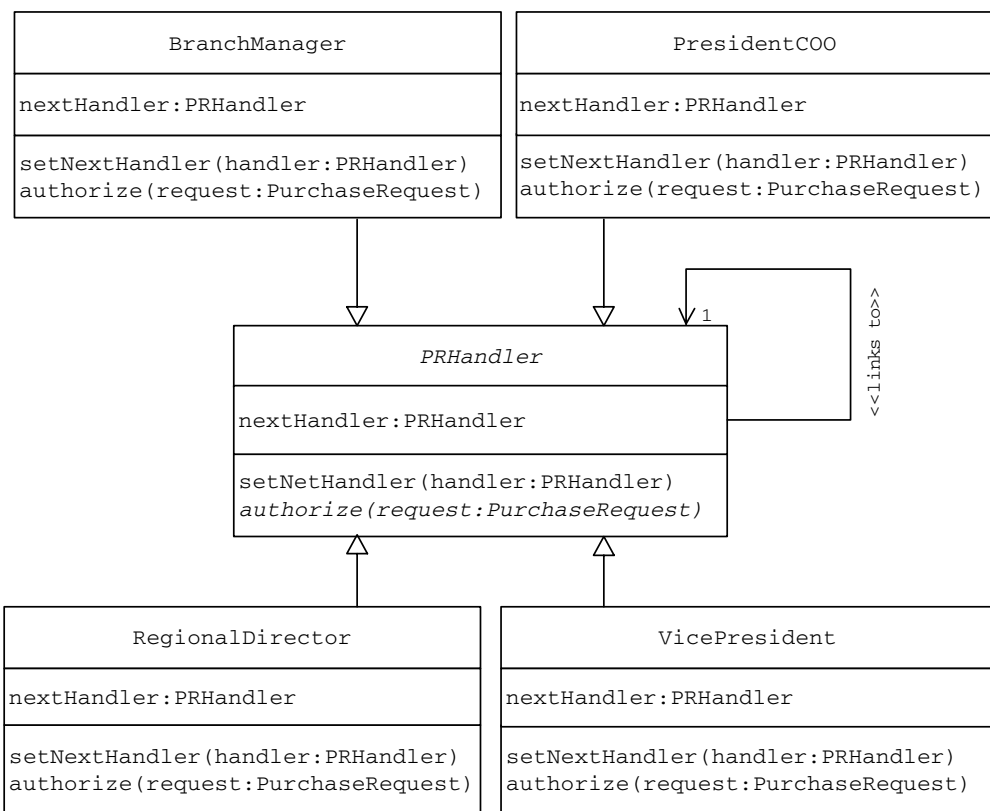 BranchManager
nextHandler:PRHandler
setNextHandler(handler:PRHandler)
authorize(request:PurchaseRequest)
PresidentCOO
nextHandler:PRHandler
setNextHandler(handler:PRHandler)
authorize(request:PurchaseRequest)
1
<<links to>>
PRHandler
nextHandler:PRHandler
setNetHandler(handler:PRHandler)
authorize(request:PurchaseRequest)
RegionalDirector
nextHandler:PRHandler
setNextHandler(handler:PRHandler)
authorize(request:PurchaseRequest)
VicePresident
nextHandler:PRHandler
setNextHandler(handler:PRHandler)
authorize(request:PurchaseRequest)